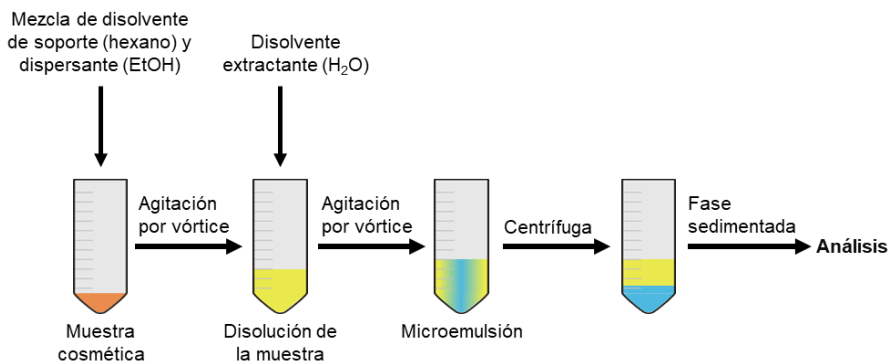 Mezcla de disolvente
de soporte (hexano) y
dispersante (EtOH)
Disolvente
extractante (H₂O)
Agitación
por vórtice
Agitación
por vórtice
Centrífuga
Fase
sedimentada
Análisis
Muestra
cosmética
Disolución de
la muestra
Microemulsión